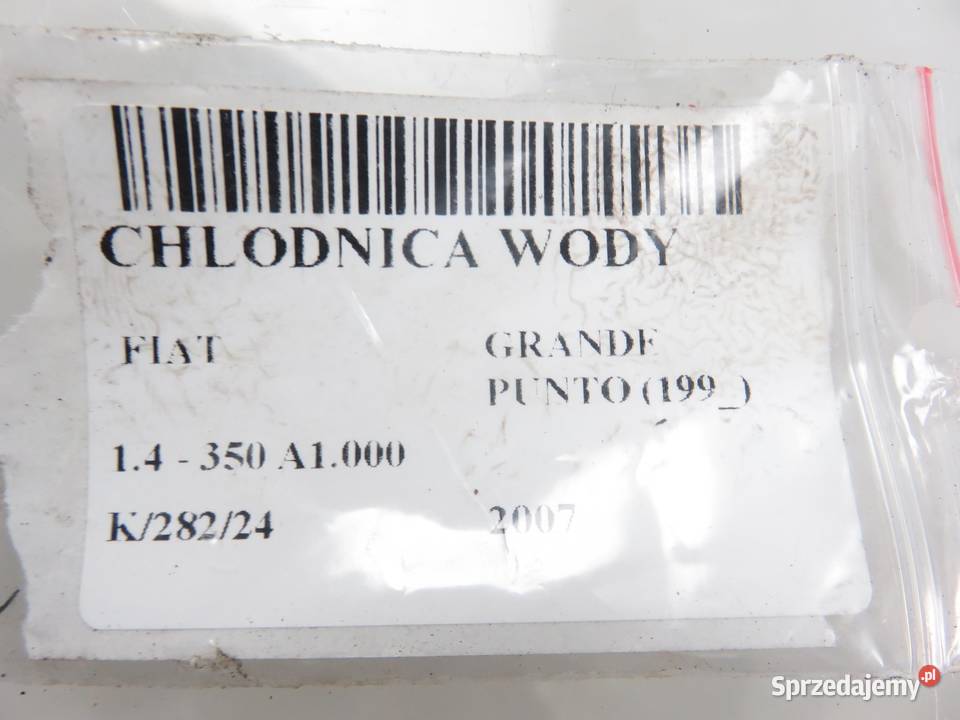 CHLODNICA WODY
FIAT
GRANDE
PUNTO (199_)
1.4 - 350 A1.000
K/282/24
2007
Sprzedajemy.pl